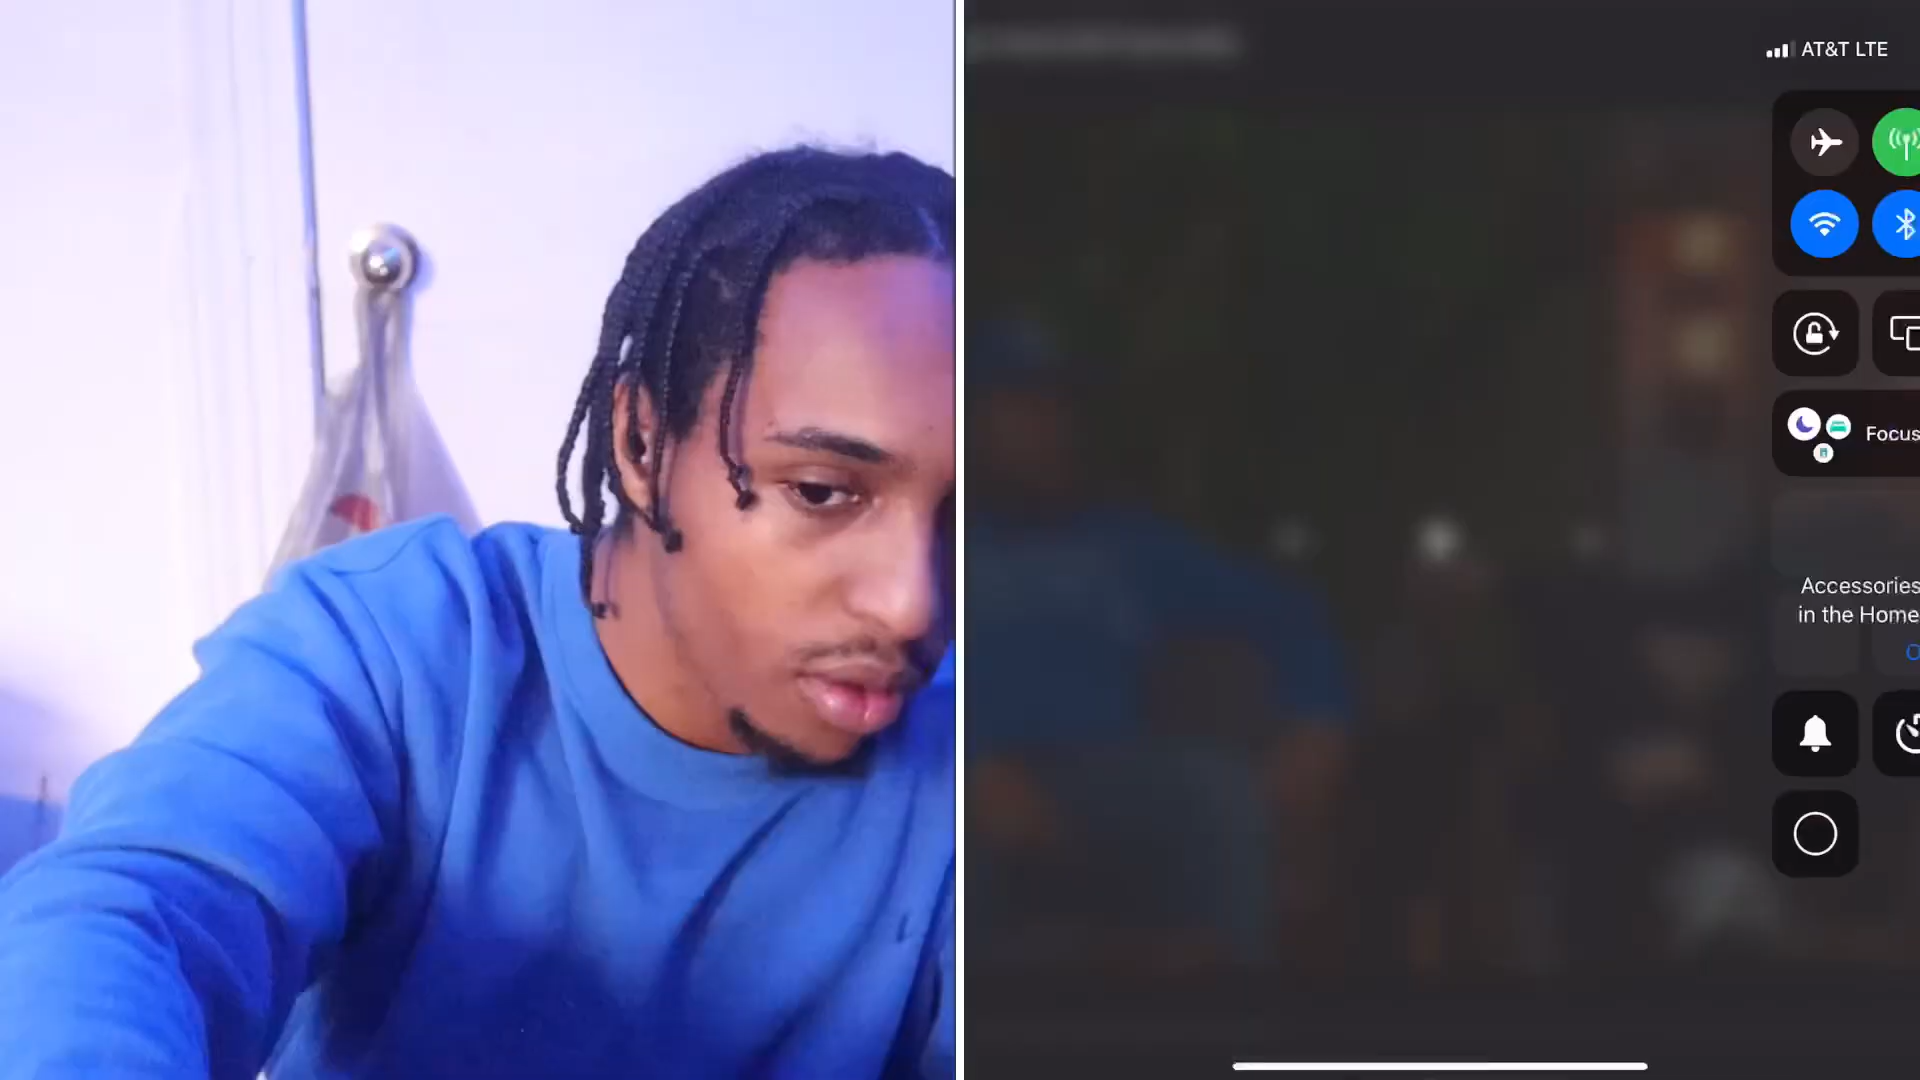 AT&T LTE
Focus
Accessories
in the Home